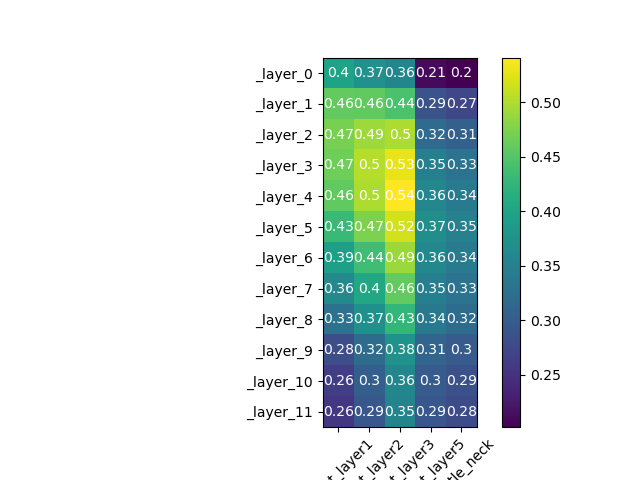 _layer_0 0.4 0.37 0.36 0.21 0.2
_layer_1 0.46 0.46 0.44 0.29 0.27
_layer_2 0.47 0.49 0.5 0.32 0.31
_layer_3 0.47 0.5 0.53 0.35 0.33
_layer_4 0.46 0.5 0.54 0.36 0.34
_layer_5 0.43 0.47 0.52 0.37 0.35
_layer_6 0.39 0.44 0.49 0.36 0.34
_layer_7 0.36 0.4 0.46 0.35 0.33
_layer_8 0.33 0.37 0.43 0.34 0.32
_layer_9 0.28 0.32 0.38 0.31 0.3
_layer_10 0.26 0.3 0.36 0.3 0.29
_layer_11 0.26 0.29 0.35 0.29 0.28
t_layer1
t_layer2
t_layer3
t_layer5
tle_neck
0.50
0.45
0.40
0.35
0.30
0.25